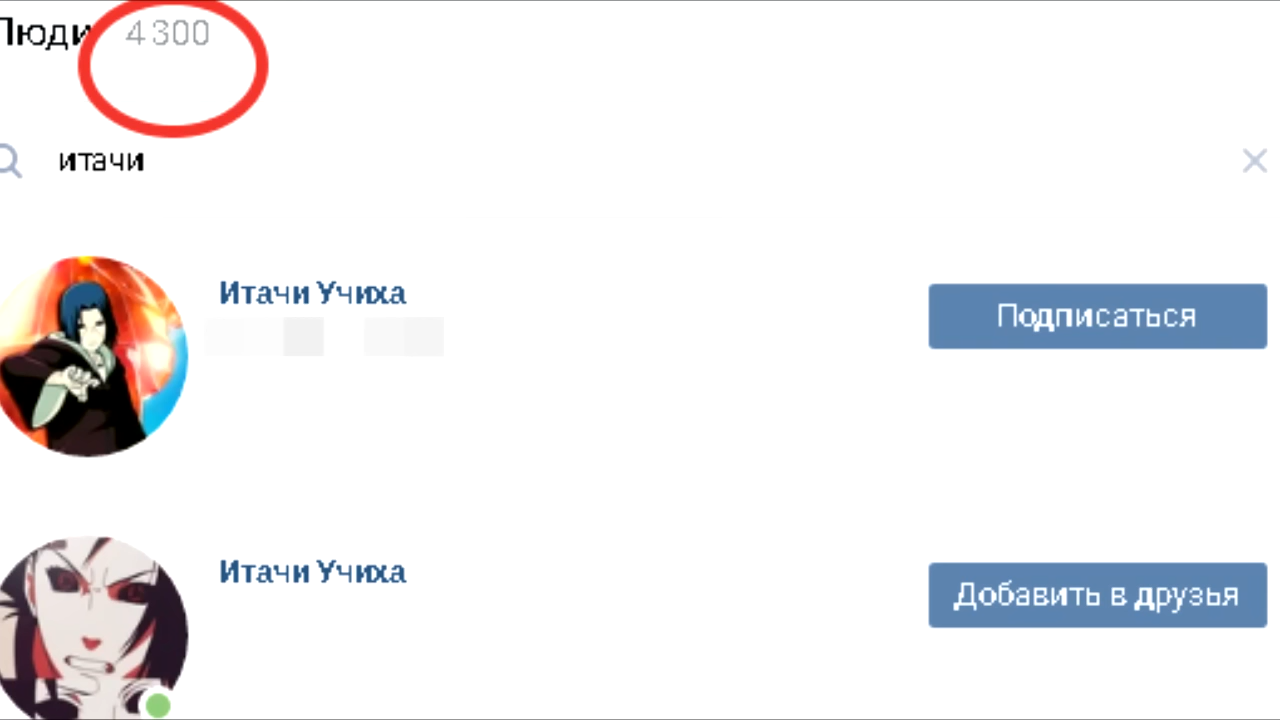 Люди 4 300
итачи
Итачи Учиха
Подписаться
Итачи Учиха
Добавить в друзья